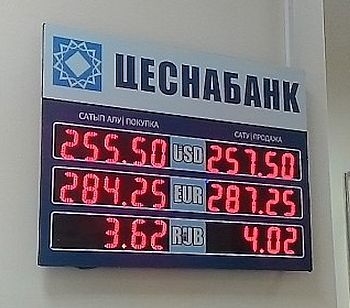 ЦЕСНАБАНК
САТЫП АЛУ | ПОКУПКА САТУ | ПРОДАЖА
255.50 USD 257.50
284.25 EUR 287.25
3.62 RUB 4.02